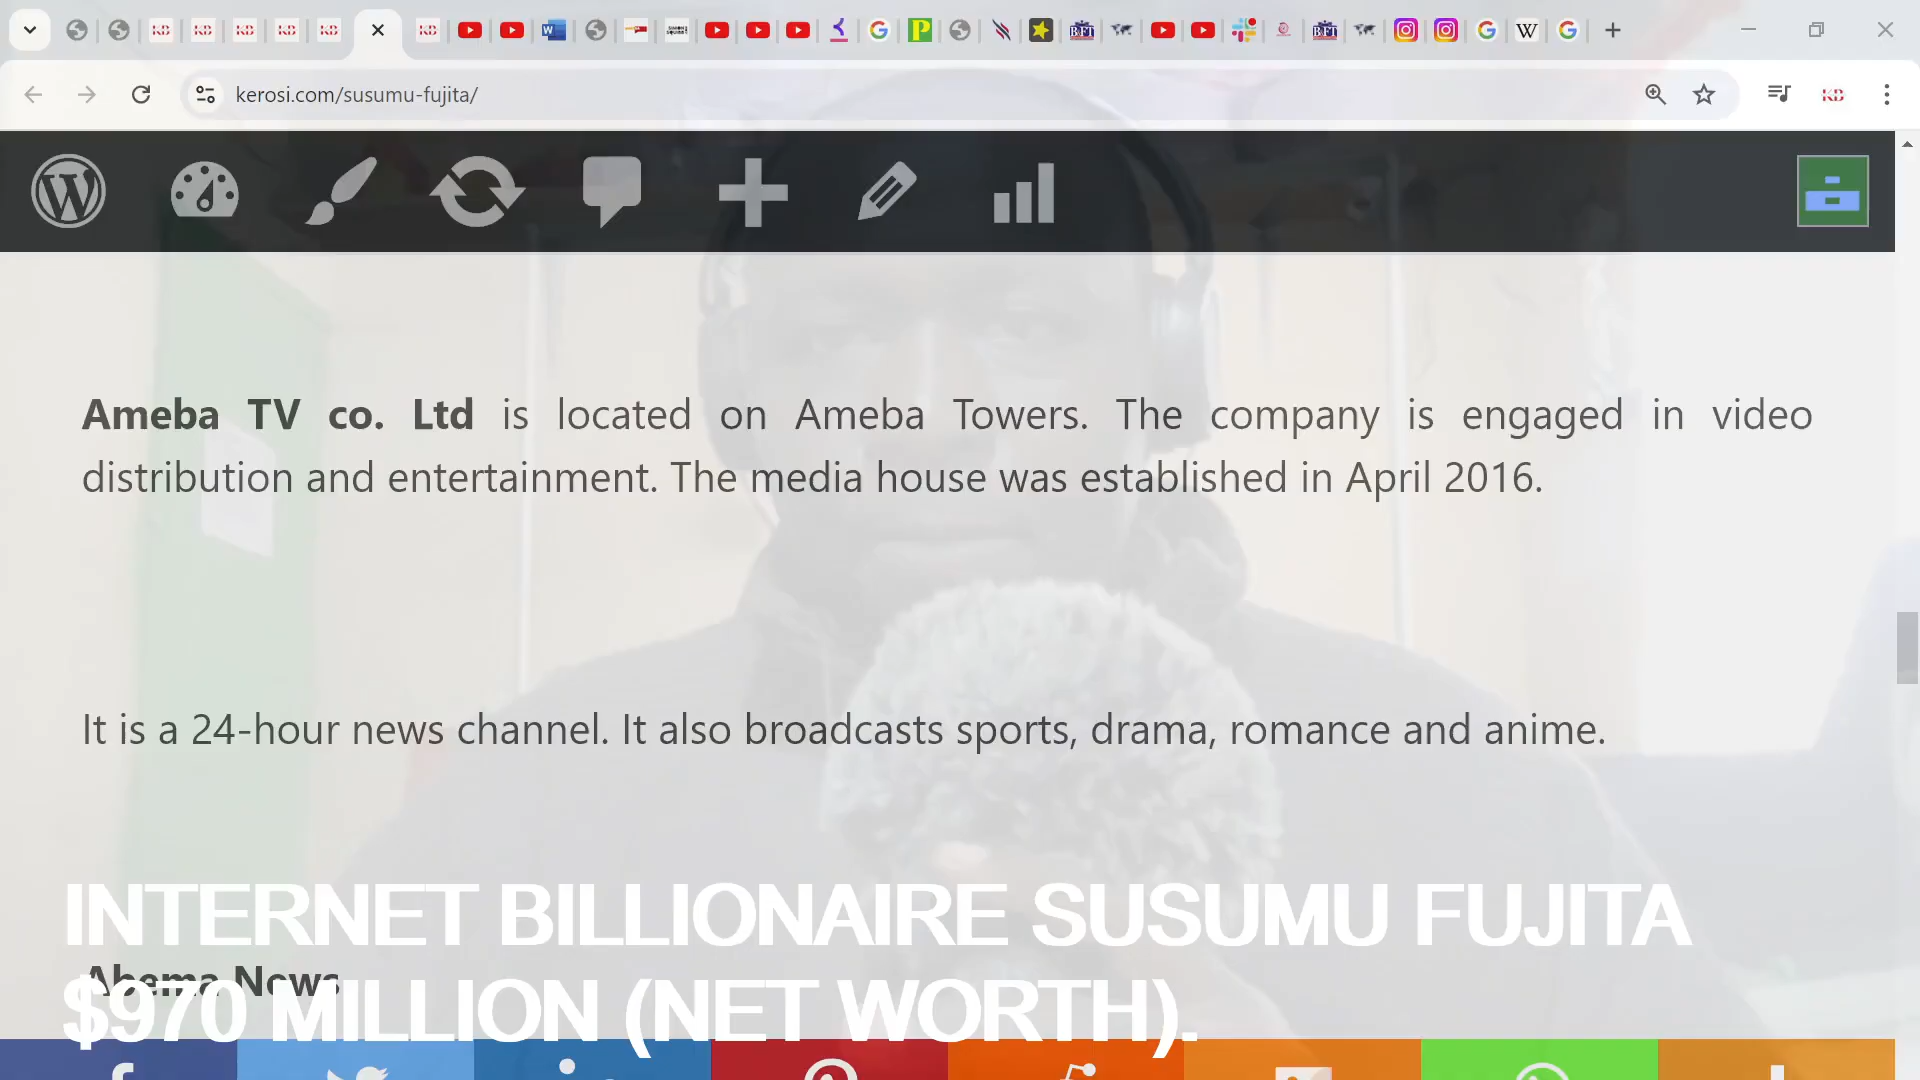 kerosi.com/susumu-fujita/
Ameba TV co. Ltd is located on Ameba Towers. The company is engaged in video
distribution and entertainment. The media house was established in April 2016.
It is a 24-hour news channel. It also broadcasts sports, drama, romance and anime.
INTERNET BILLIONAIRE SUSUMU FUJITA
Abema News
$970 MILLION (NET WORTH).